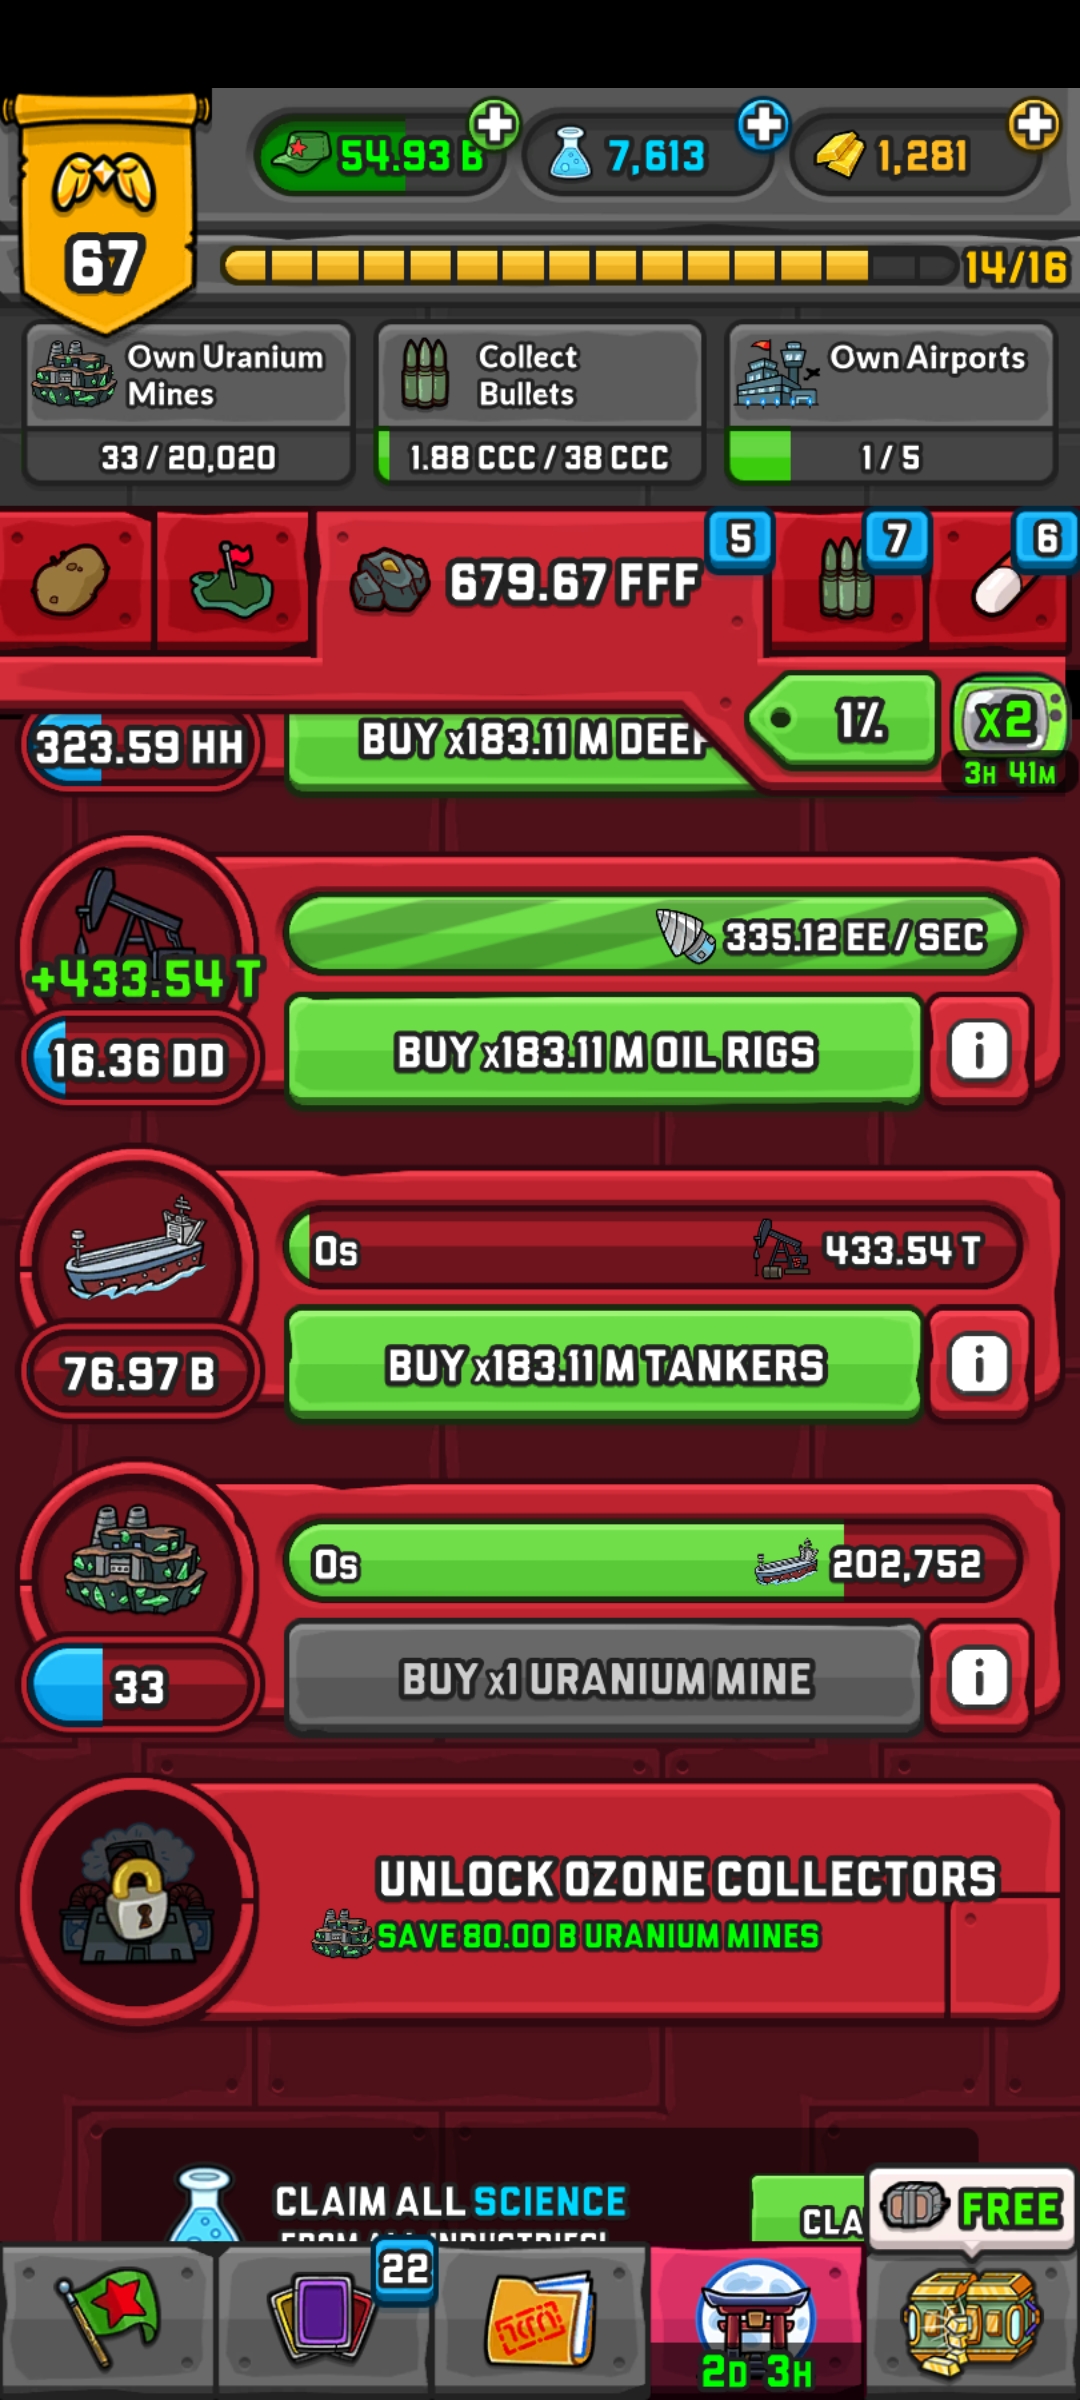 54.93 B
7,613
1,281
67
14/16
Own Uranium
Mines
33 / 20,020
Collect
Bullets
1.88 CCC / 38 CCC
Own Airports
1 / 5
679.67 FFF
5
7
6
1%
x2
3H 41M
323.59 HH
BUY x183.11 M DEEP
+433.54 T
335.12 EE / SEC
16.36 DD
BUY x183.11 M OIL RIGS
i
0s
433.54 T
76.97 B
BUY x183.11 M TANKERS
i
0s
202,752
33
BUY x1 URANIUM MINE
i
UNLOCK OZONE COLLECTORS
SAVE 80.00 B URANIUM MINES
CLAIM ALL SCIENCE
FROM ALL INDUSTRIES!
CLA
FREE
22
2D 3H